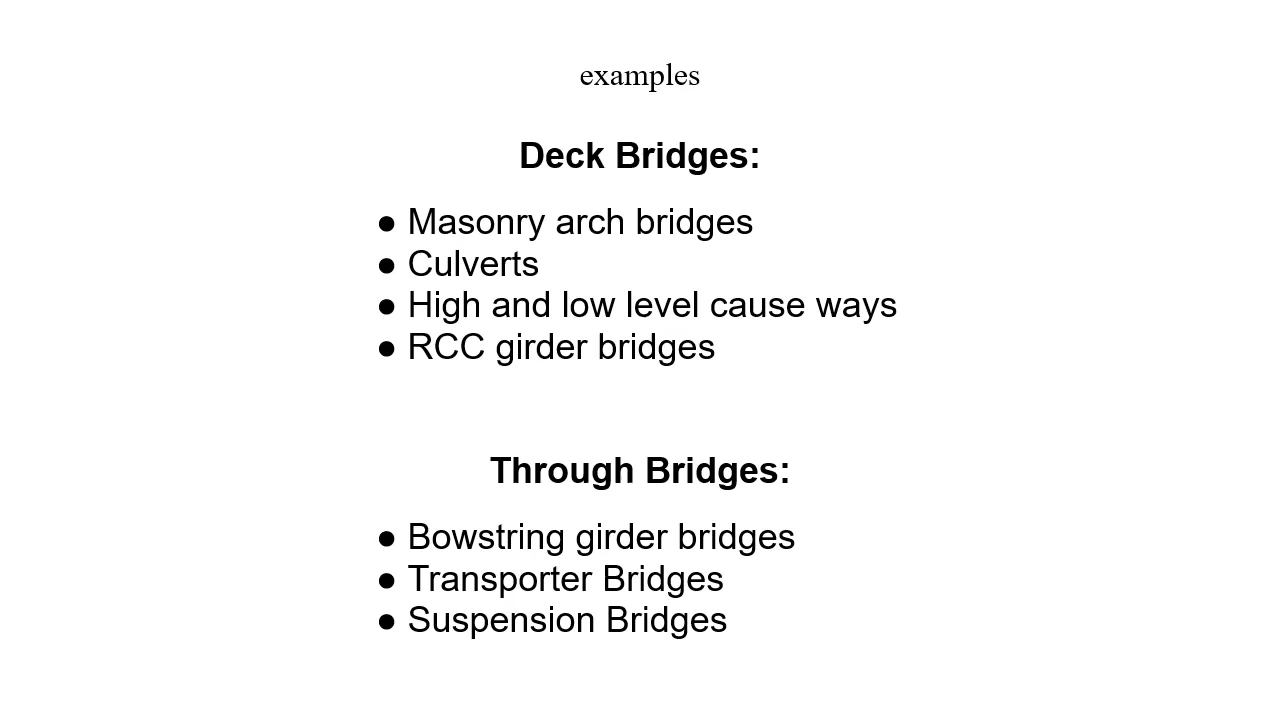 examples
Deck Bridges:
● Masonry arch bridges
● Culverts
● High and low level cause ways
● RCC girder bridges
Through Bridges:
● Bowstring girder bridges
● Transporter Bridges
● Suspension Bridges